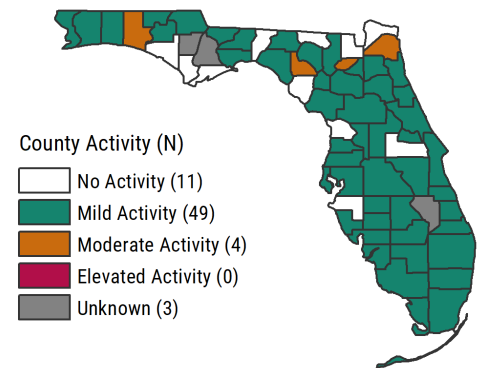 County Activity (N)
No Activity (11)
Mild Activity (49)
Moderate Activity (4)
Elevated Activity (0)
Unknown (3)